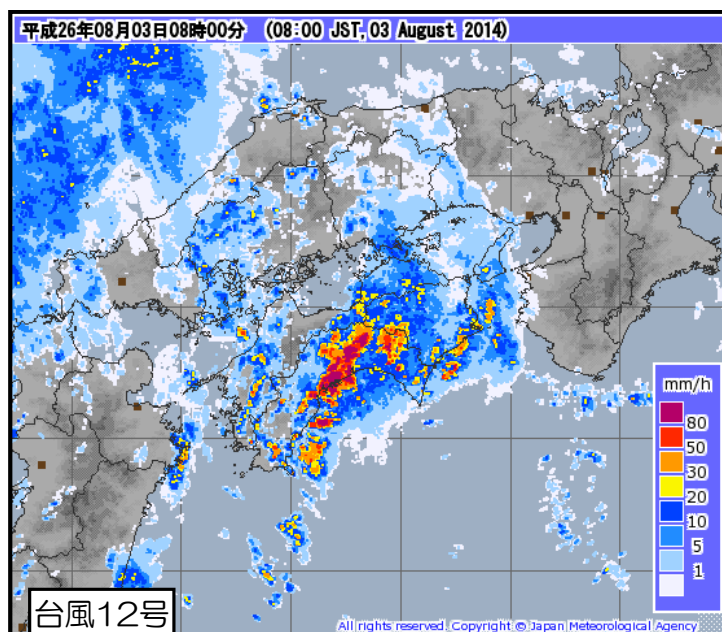 平成26年08月03日08時00分 (08:00 JST,03 August 2014)
mm/h
80
50
30
20
10
5
1
台風12号
All rights reserved. Copyright © Japan Meteorological Agency